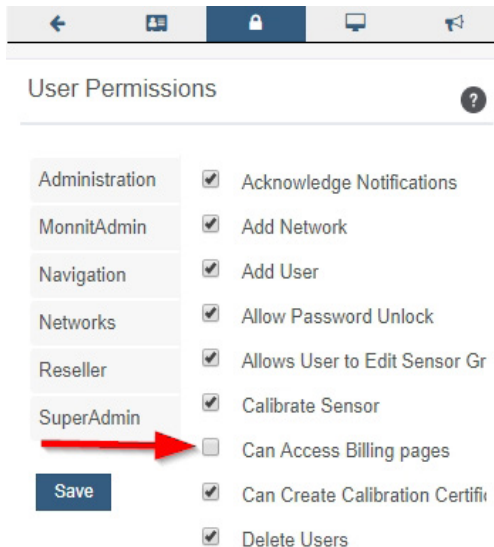 User Permissions
?
Administration
MonnitAdmin
Navigation
Networks
Reseller
SuperAdmin
Save
Acknowledge Notifications
Add Network
Add User
Allow Password Unlock
Allows User to Edit Sensor Gr
Calibrate Sensor
Can Access Billing pages
Can Create Calibration Certific
Delete Users